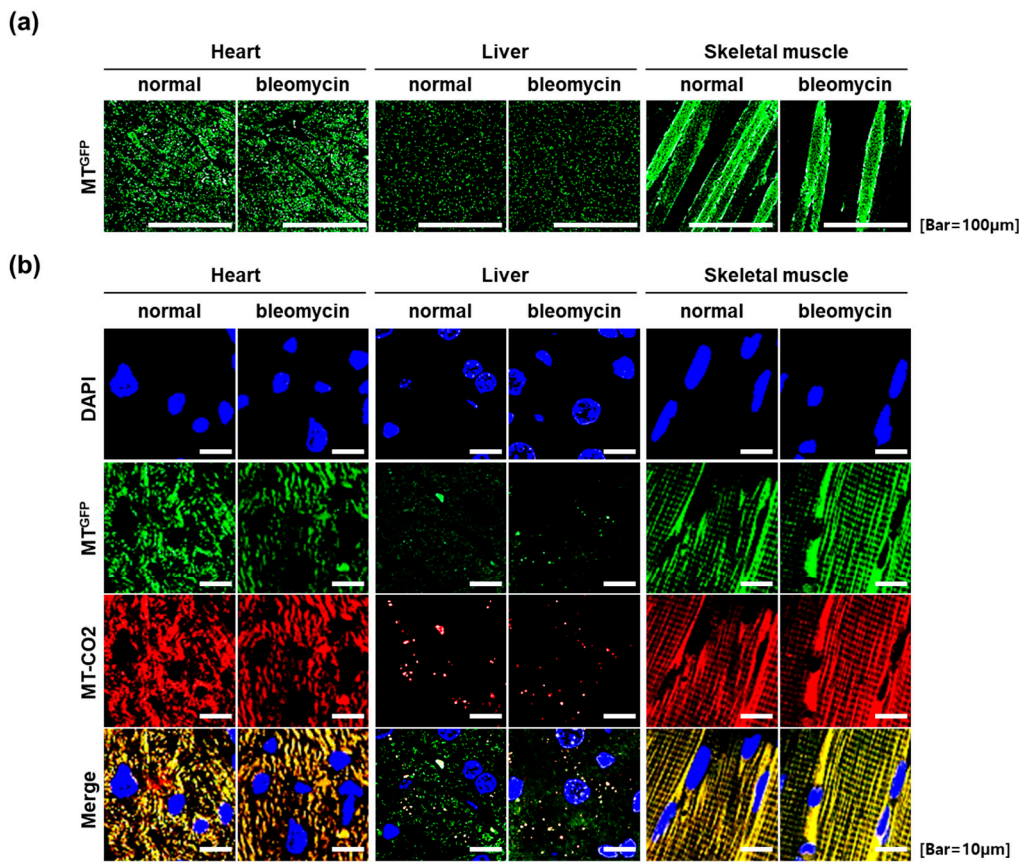 (a)
Heart Liver Skeletal muscle
normal bleomycin normal bleomycin normal bleomycin
MTGFP
[Bar=100μm]
(b)
Heart Liver Skeletal muscle
normal bleomycin normal bleomycin normal bleomycin
DAPI
MTGFP
MT-CO2
Merge
[Bar=10μm]